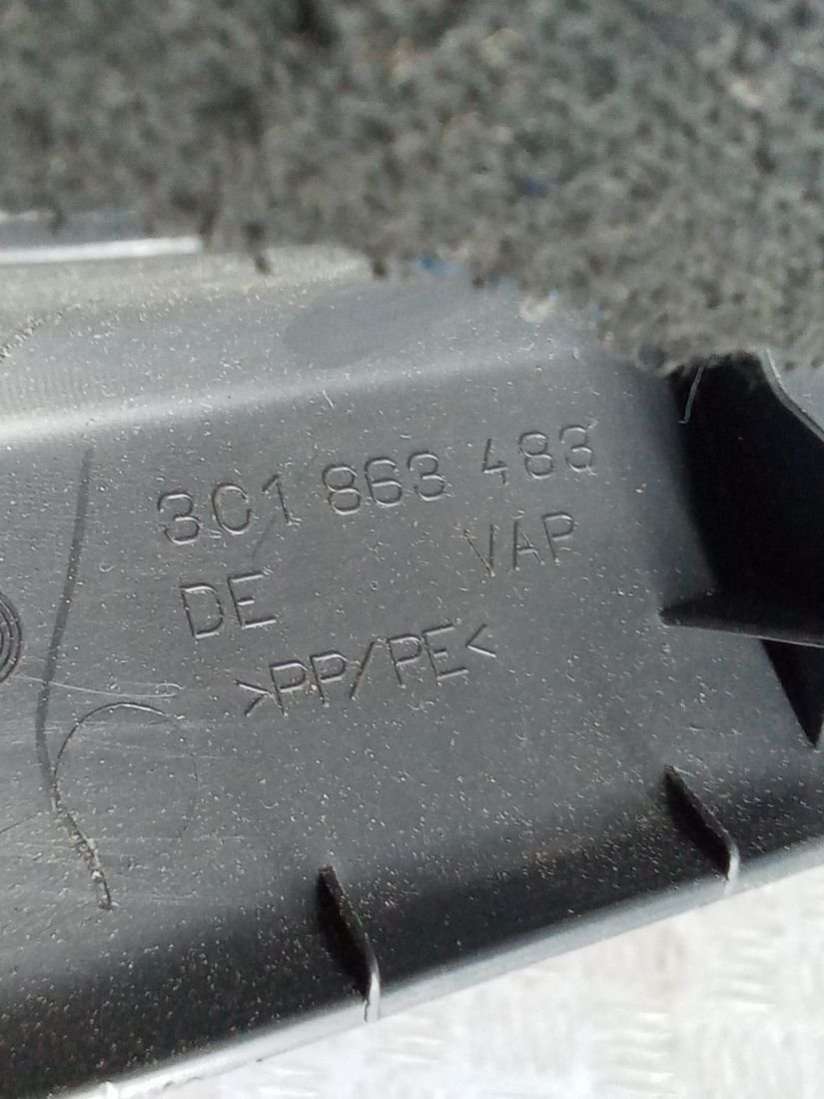 3C1 863 483
DE VAP
>PP/PE<